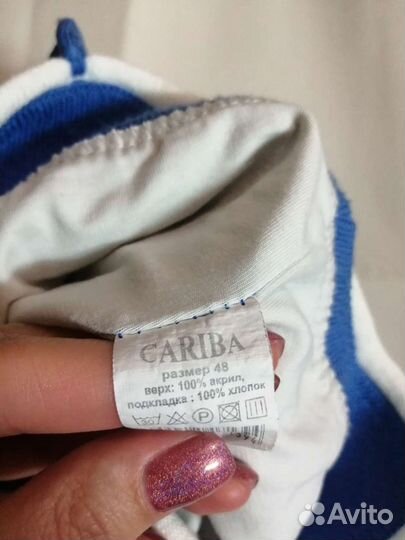 CARIBA
размер 48
верх: 100% акрил,
подкладка : 100% хлопок
Avito